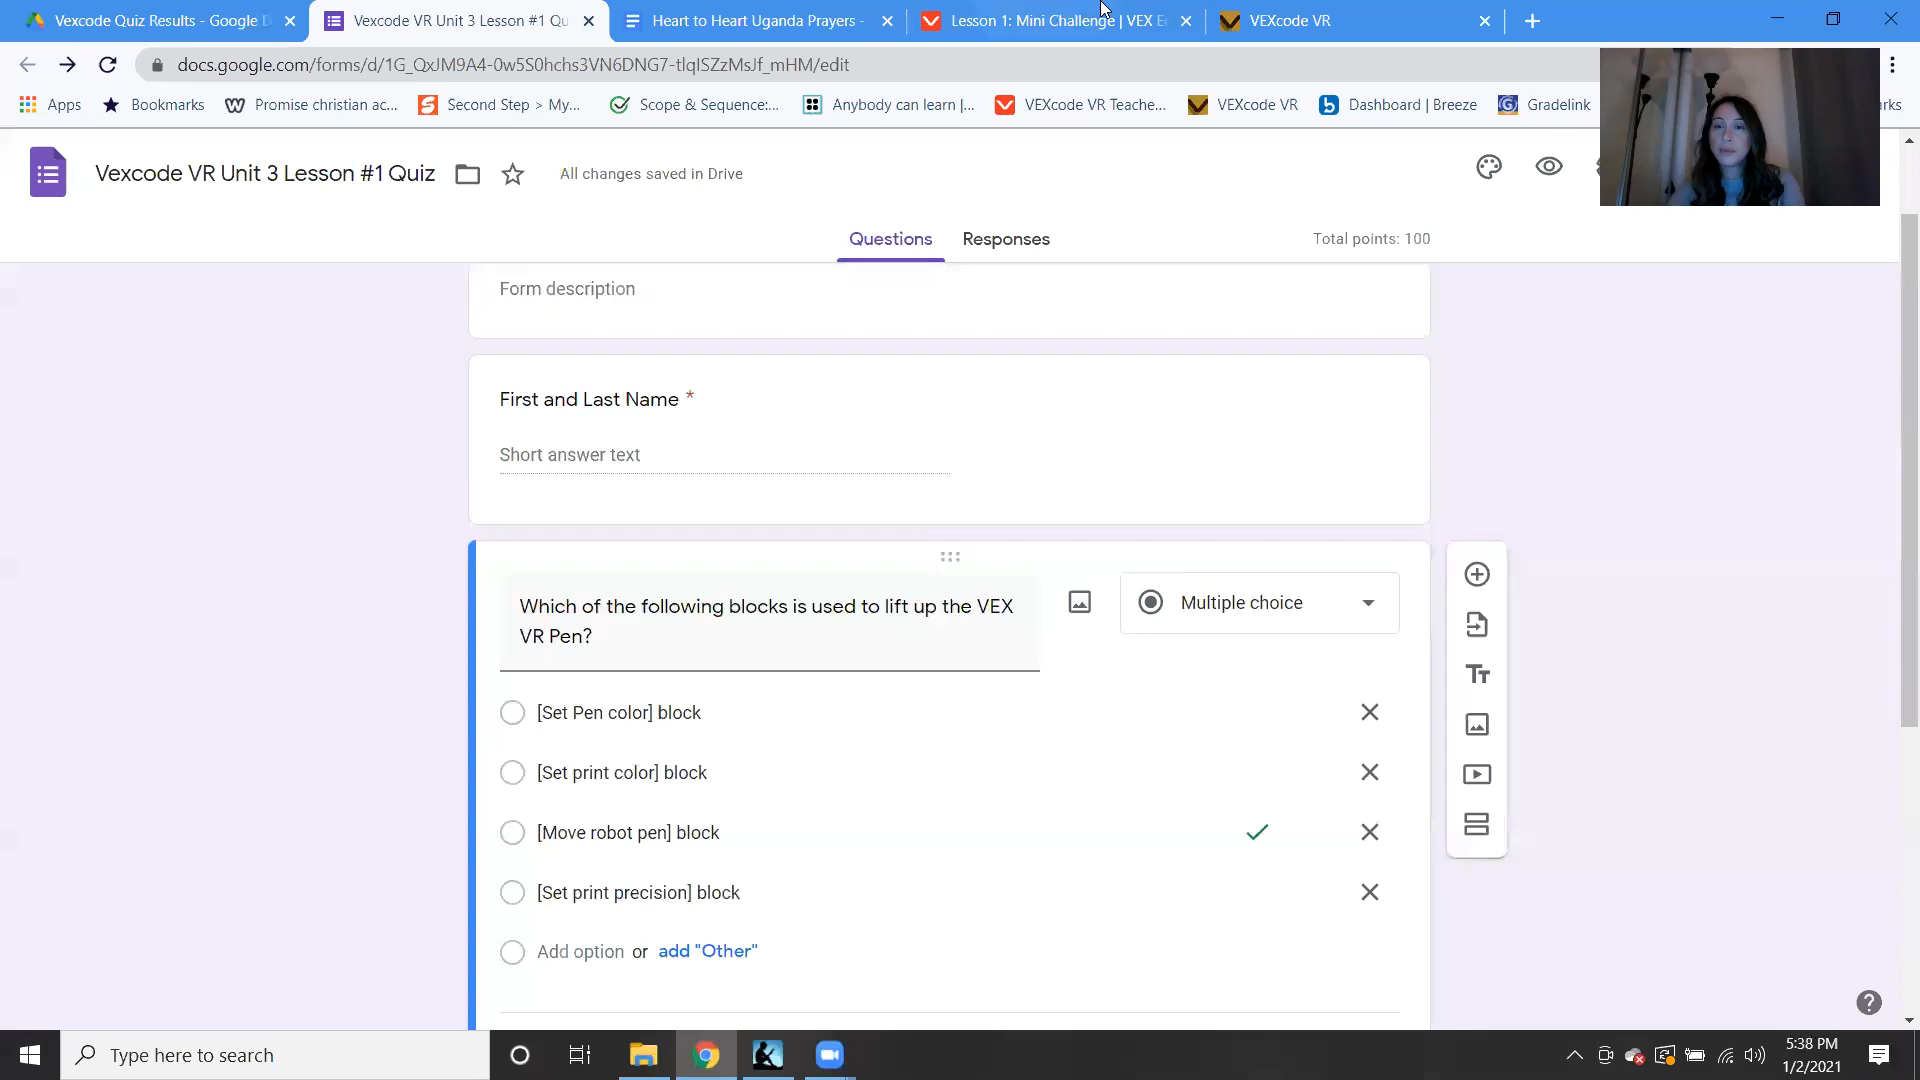 Vexcode Quiz Results - Google D
Vexcode VR Unit 3 Lesson #1 Qu
Heart to Heart Uganda Prayers -
Lesson 1: Mini Challenge | VEX E
VEXcode VR
docs.google.com/forms/d/1G_QxJM9A4-0w5S0hchs3VN6DNG7-tlqISZzMsJf_mHM/edit
Apps
Bookmarks
Promise christian ac...
Second Step > My...
Scope & Sequence:...
Anybody can learn |...
VEXcode VR Teache...
VEXcode VR
Dashboard | Breeze
Gradelink
Vexcode VR Unit 3 Lesson #1 Quiz
All changes saved in Drive
Questions
Responses
Total points: 100
Form description
First and Last Name *
Short answer text
Which of the following blocks is used to lift up the VEX
VR Pen?
Multiple choice
[Set Pen color] block
[Set print color] block
[Move robot pen] block
[Set print precision] block
Add option or add "Other"
Type here to search
5:38 PM
1/2/2021